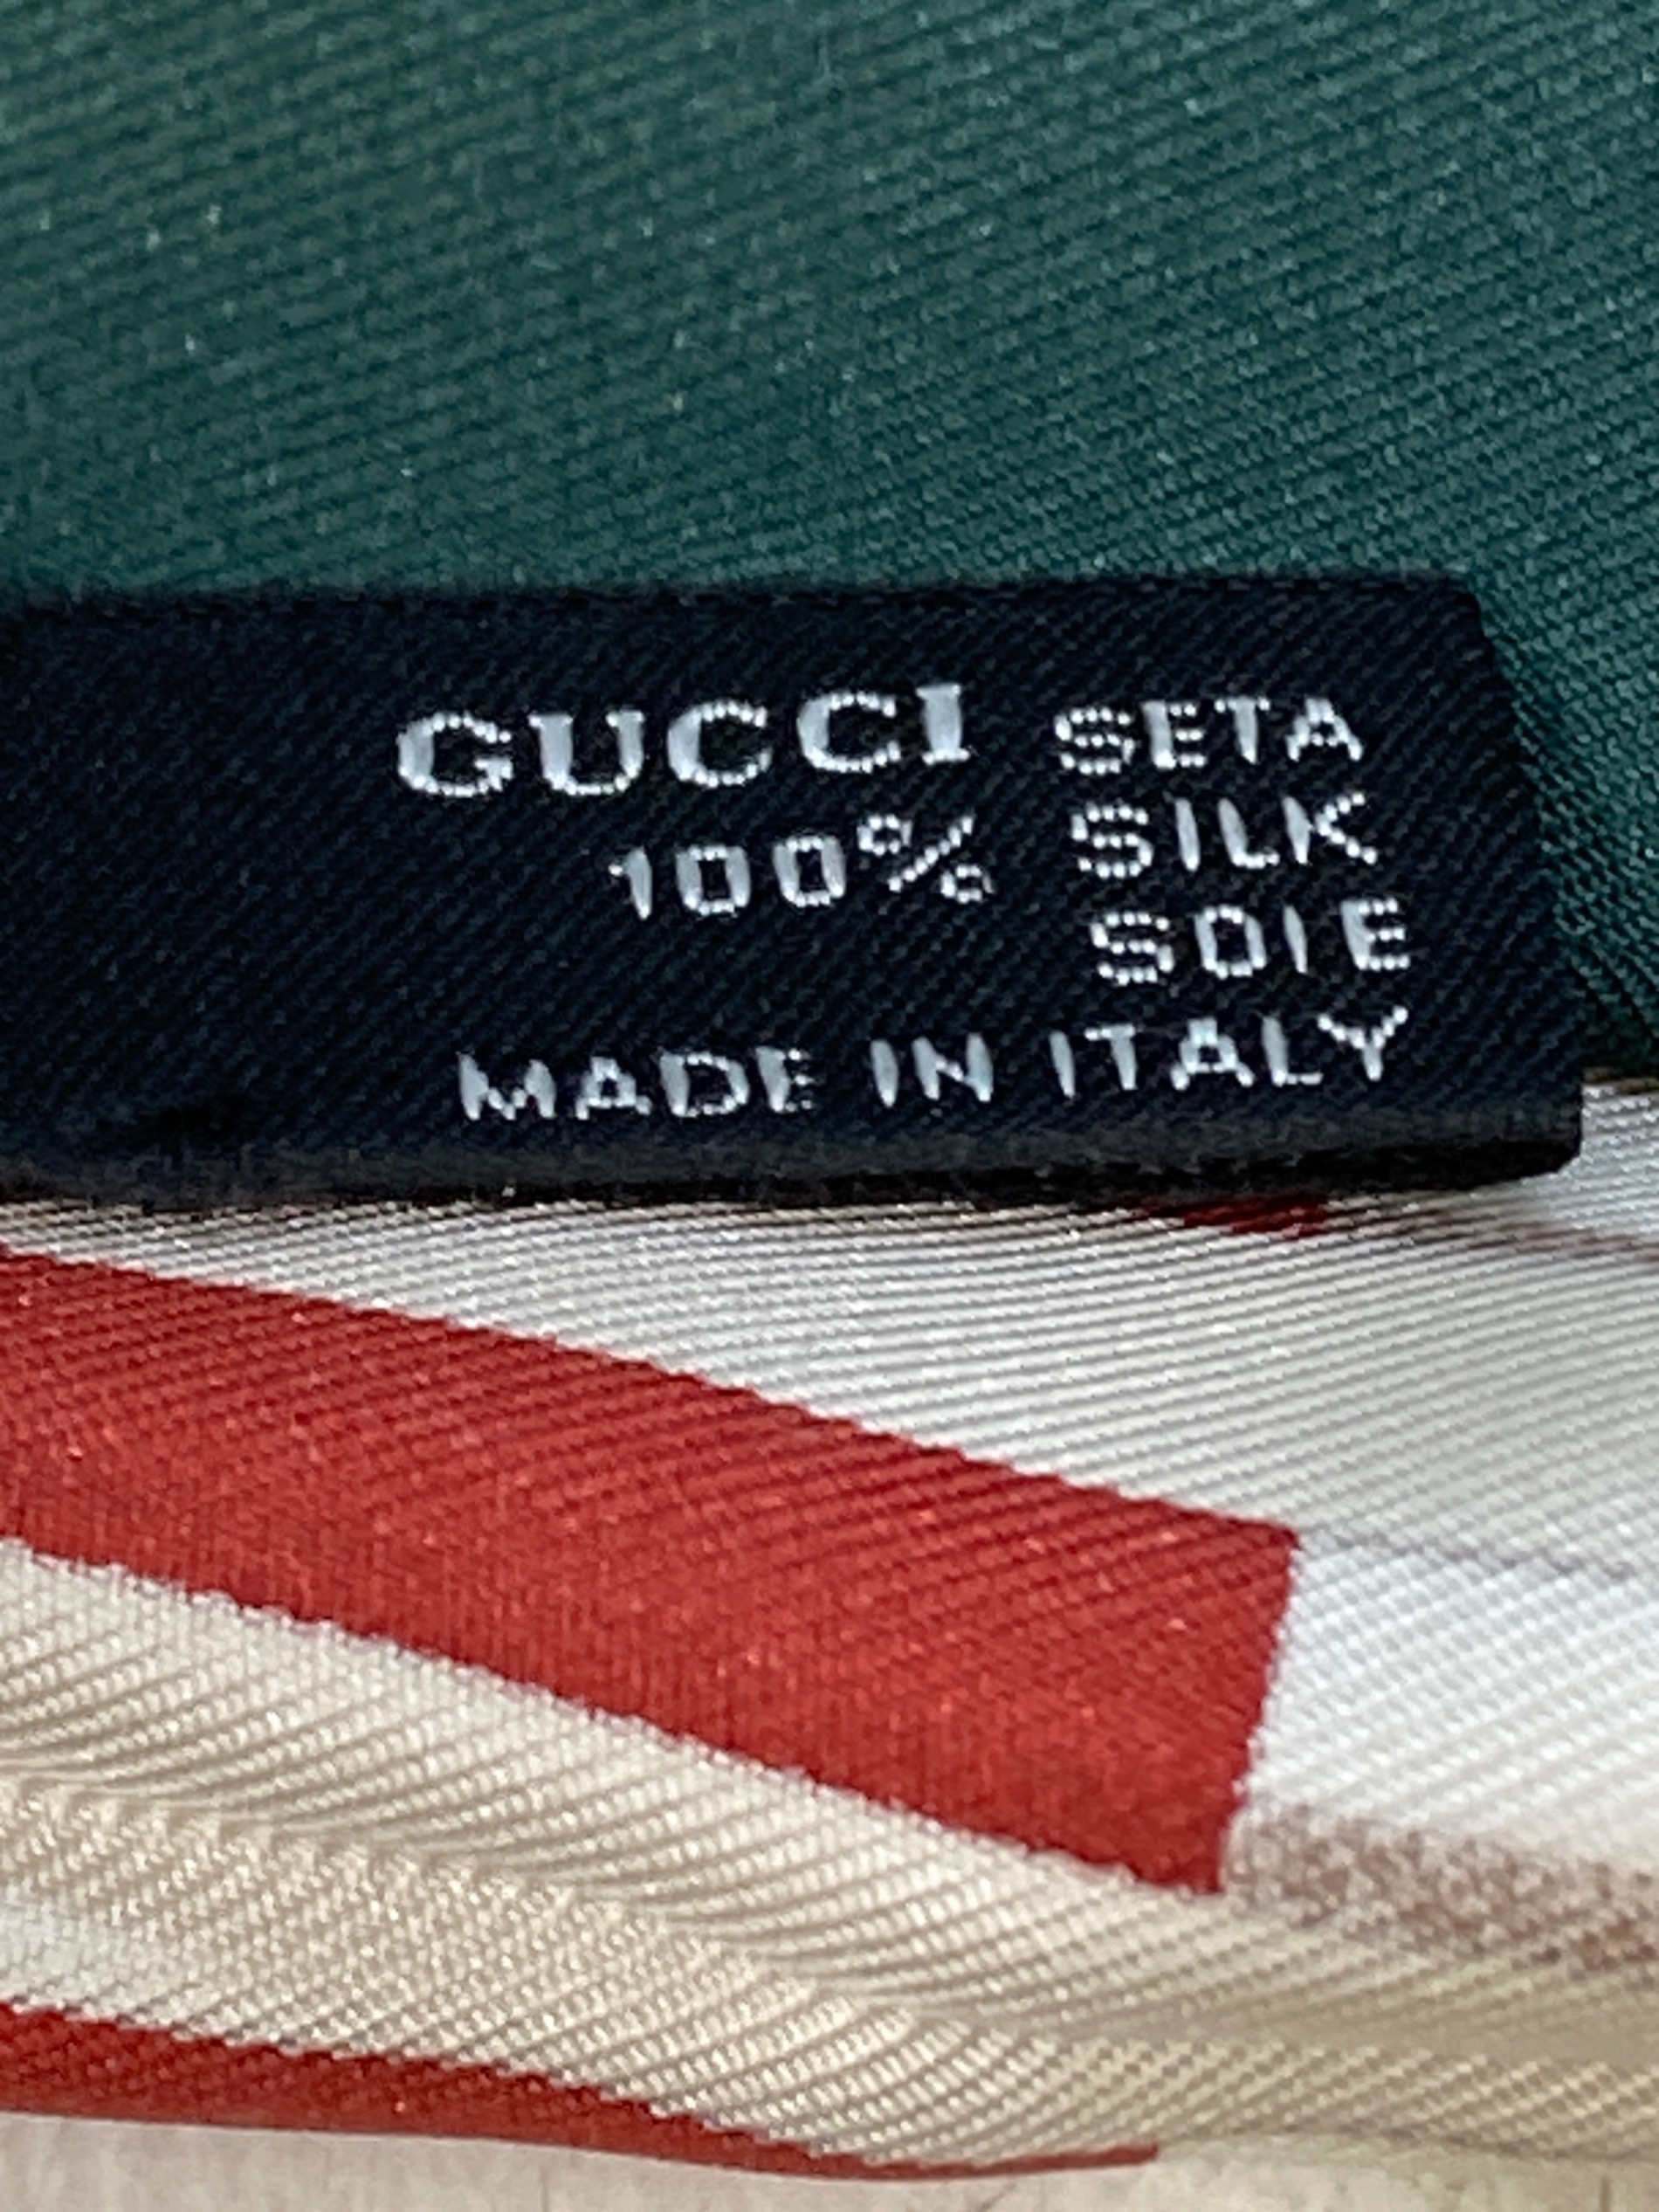 GUCCI SETA
100% SILK
SOIE
MADE IN ITALY